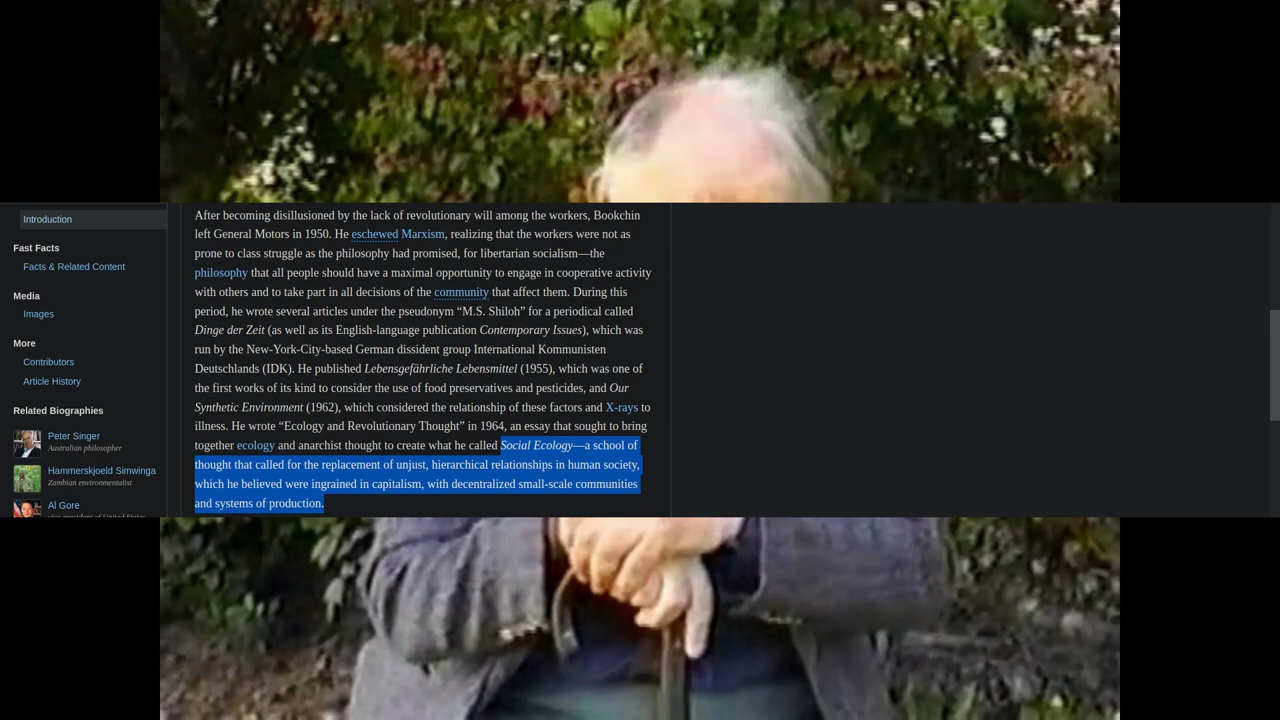 Introduction
Fast Facts
Facts & Related Content
Media
Images
More
Contributors
Article History
Related Biographies
Peter Singer
Australian philosopher
Hammerskjoeld Simwinga
Zambian environmentalist
Al Gore
After becoming disillusioned by the lack of revolutionary will among the workers, Bookchin
left General Motors in 1950. He eschewed Marxism, realizing that the workers were not as
prone to class struggle as the philosophy had promised, for libertarian socialism—the
philosophy that all people should have a maximal opportunity to engage in cooperative activity
with others and to take part in all decisions of the community that affect them. During this
period, he wrote several articles under the pseudonym “M.S. Shiloh” for a periodical called
Dinge der Zeit (as well as its English-language publication Contemporary Issues), which was
run by the New-York-City-based German dissident group International Kommunisten
Deutschlands (IDK). He published Lebensgefährliche Lebensmittel (1955), which was one of
the first works of its kind to consider the use of food preservatives and pesticides, and Our
Synthetic Environment (1962), which considered the relationship of these factors and X-rays to
illness. He wrote “Ecology and Revolutionary Thought” in 1964, an essay that sought to bring
together ecology and anarchist thought to create what he called Social Ecology—a school of
thought that called for the replacement of unjust, hierarchical relationships in human society,
which he believed were ingrained in capitalism, with decentralized small-scale communities
and systems of production.